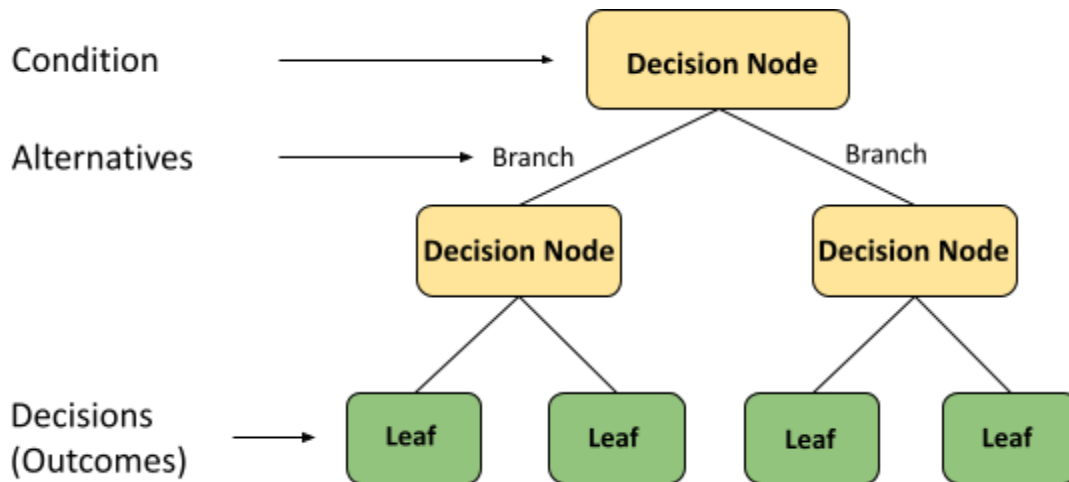 Condition
Decision Node
Alternatives
Branch
Branch
Decision Node
Decision Node
Decisions
(Outcomes)
Leaf
Leaf
Leaf
Leaf